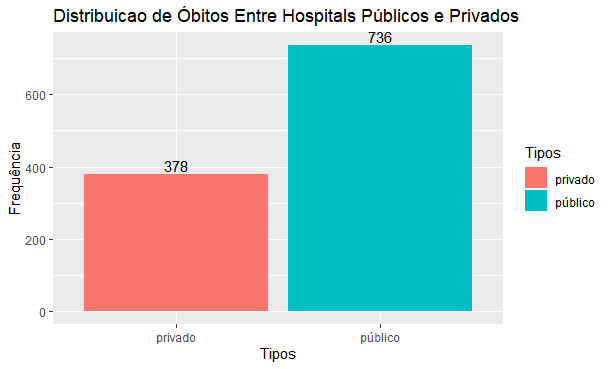 Distribuicao de Óbitos Entre Hospitals Públicos e Privados
736
600
378
400
200
0
Frequência
privado
público
Tipos
Tipos
privado
público